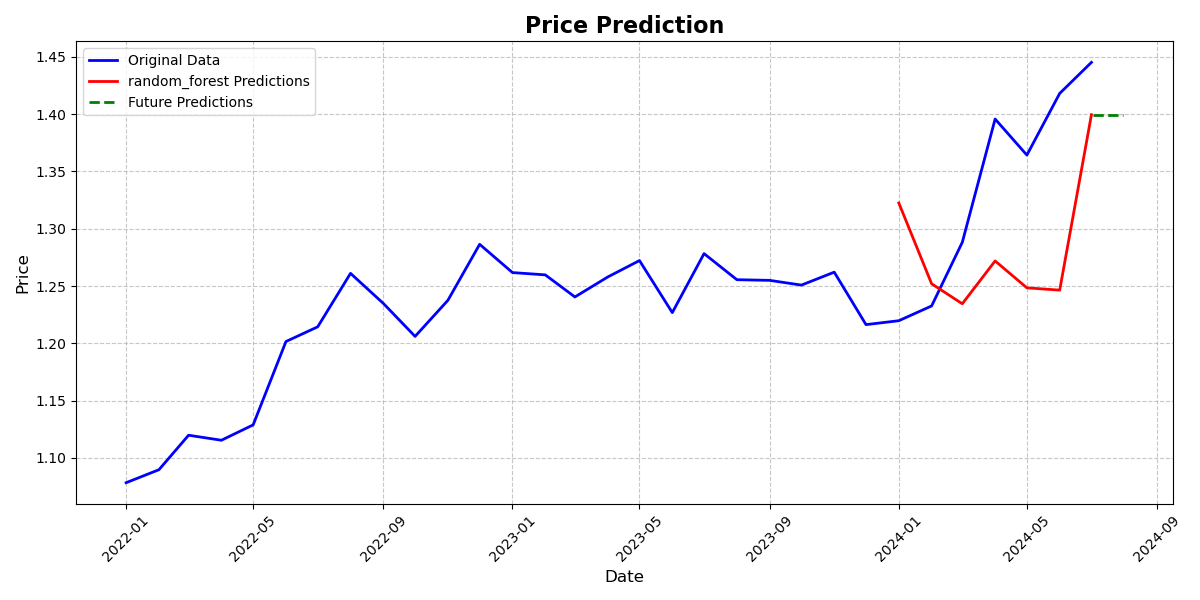 Price Prediction
Original Data
random_forest Predictions
Future Predictions
Price
1.45
1.40
1.35
1.30
1.25
1.20
1.15
1.10
2022-01
2022-05
2022-09
2023-01
2023-05
2023-09
2024-01
2024-05
2024-09
Date